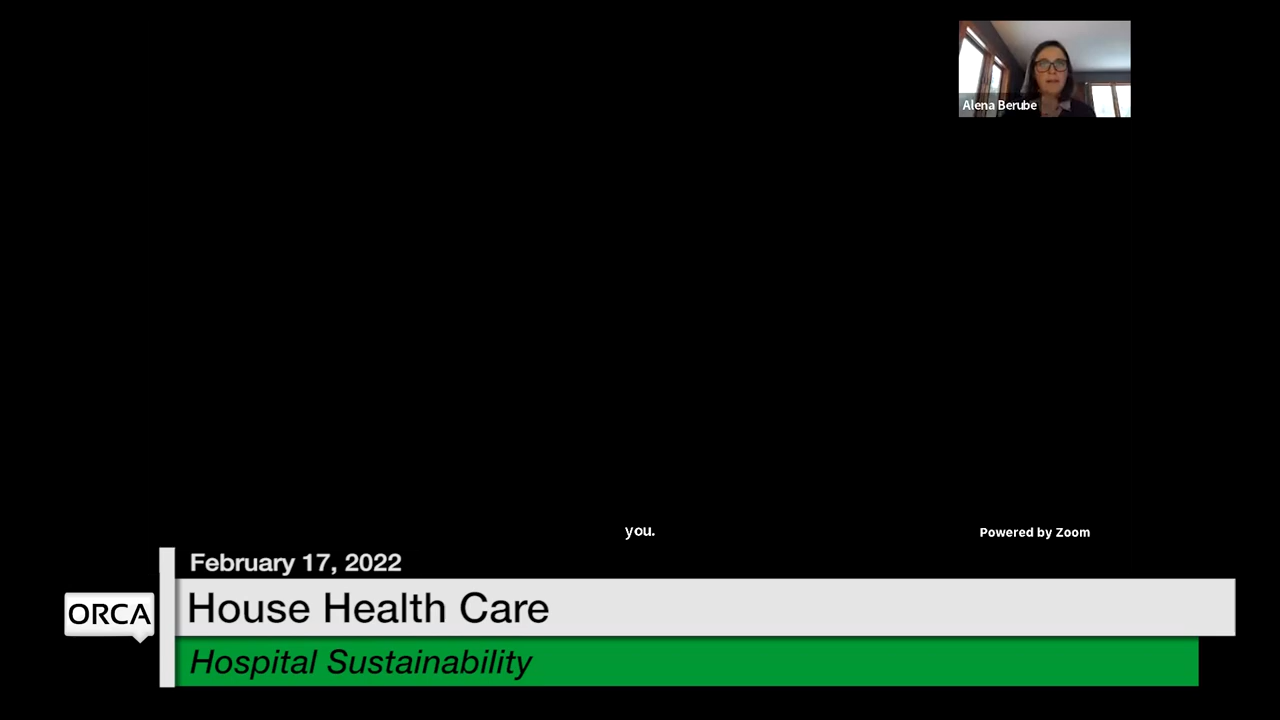 Alena Berube
you.
Powered by Zoom
February 17, 2022
House Health Care
ORCA
Hospital Sustainability